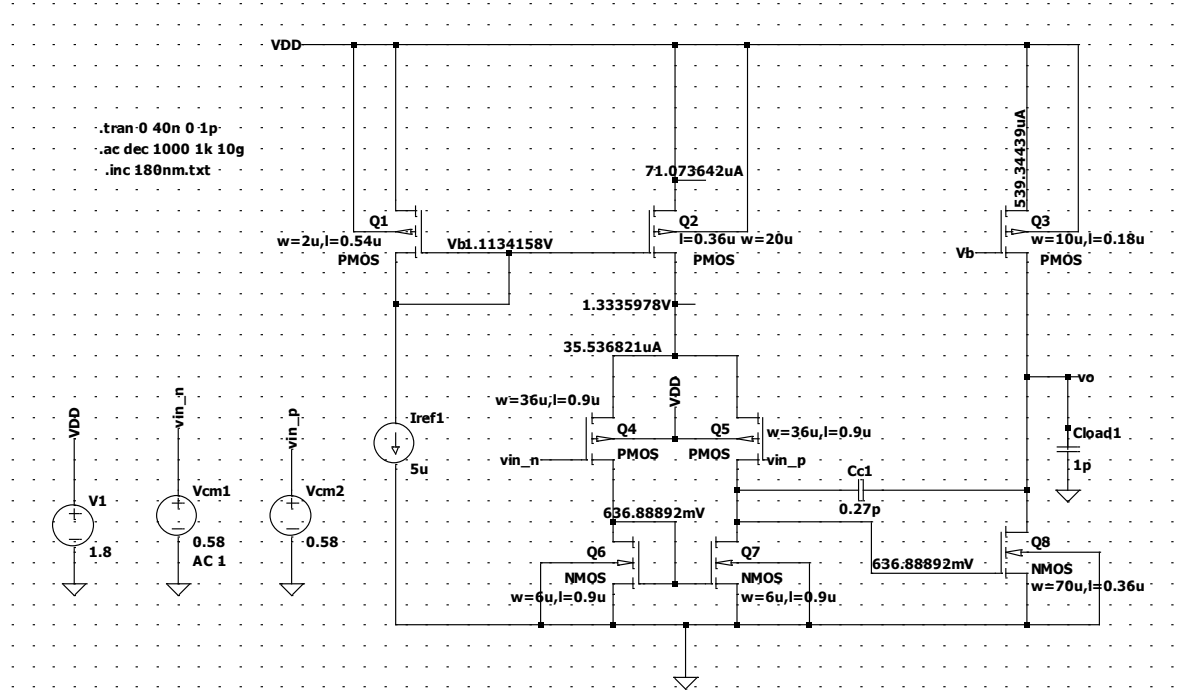 VDD
.tran 0 40n 0 1p
.ac dec 1000 1k 10g
.inc 180nm.txt
71.073642uA
539.34439uA
Q1
w=2u,l=0.54u
PMOS
Vb1.1134158V
Q2
l=0.36u w=20u
PMOS
Q3
w=10u,l=0.18u
Vb
PMOS
1.3335978V
35.536821uA
VDD
vo
w=36u,l=0.9u
Q4
PMOS
vin_n
Q5
w=36u,l=0.9u
PMOS
vin_p
Iref1
5u
Cload1
1p
Cc1
0.27p
VDD
V1
1.8
vin_n
Vcm1
0.58
AC 1
vin_p
Vcm2
0.58
636.88892mV
Q6
NMOS
w=6u,l=0.9u
Q7
NMOS
w=6u,l=0.9u
636.88892mV
Q8
NMOS
w=70u,l=0.36u